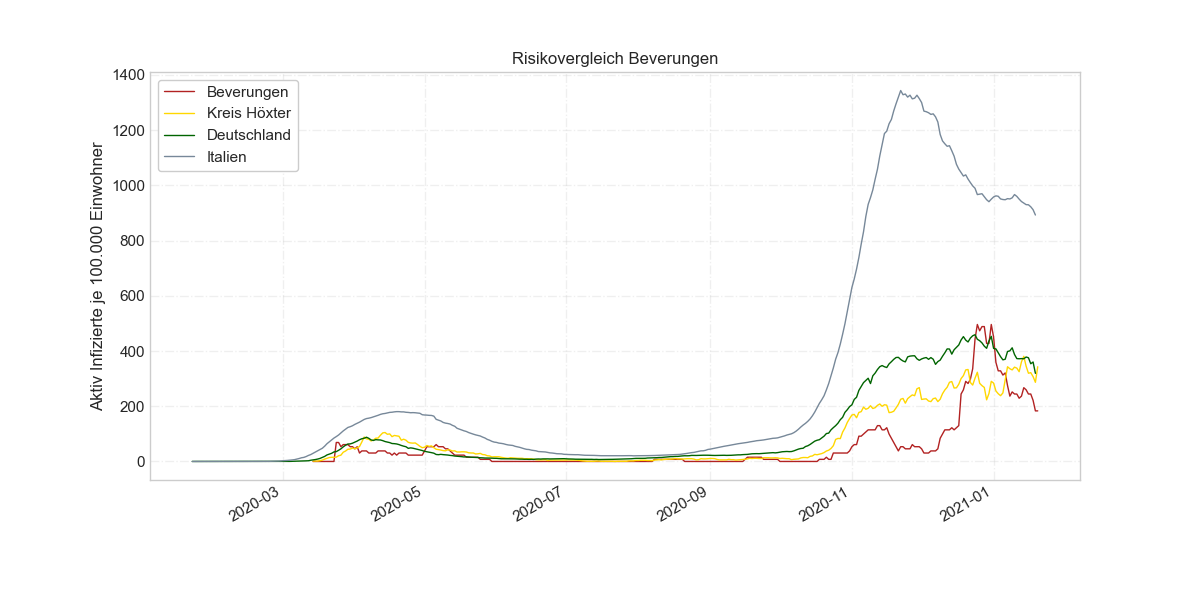 Risikovergleich Beverungen
Aktiv Infizierte je 100.000 Einwohner
1400
1200
1000
800
600
400
200
0
Beverungen
Kreis Höxter
Deutschland
Italien
2020-03
2020-05
2020-07
2020-09
2020-11
2021-01